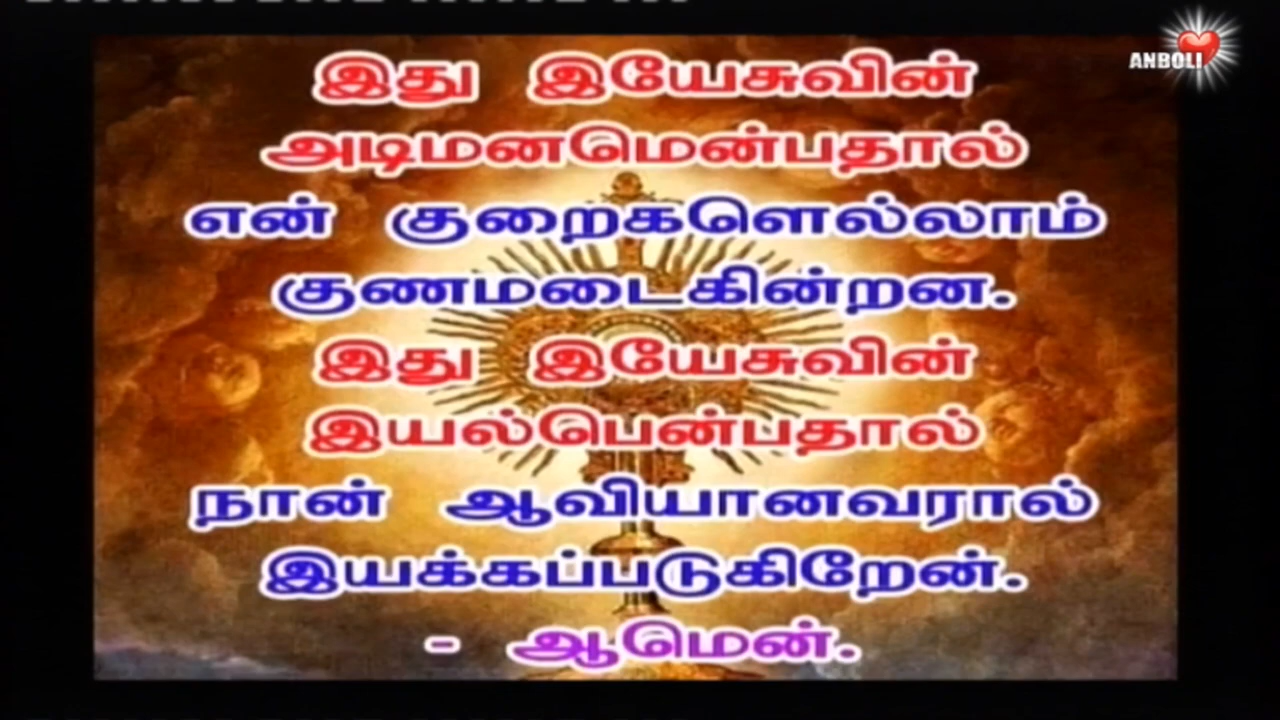 ANBOLI
இது இயேசுவின்
அடிமனமென்பதால்
என் குறைகளெல்லாம்
குணமடைகின்றன.
இது இயேசுவின்
இயல்பென்பதால்
நான் ஆவியானவரால்
இயக்கப்படுகிறேன்.
- ஆமென்.